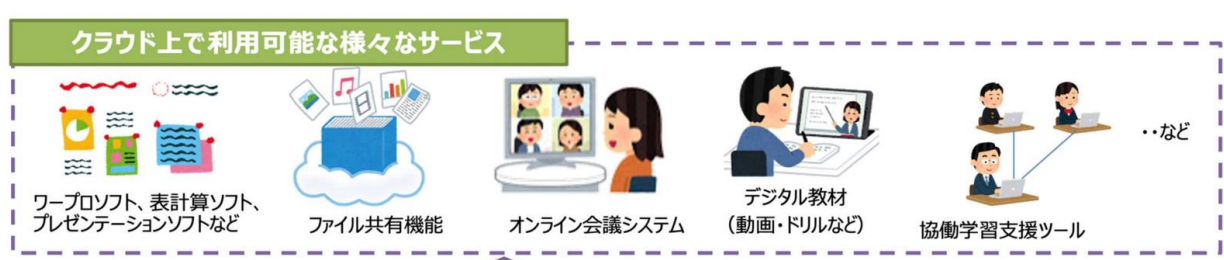 クラウド上で利用可能な様々なサービス
ワープロソフト、表計算ソフト、
プレゼンテーションソフトなど
ファイル共有機能
オンライン会議システム
デジタル教材
（動画・ドリルなど）
協働学習支援ツール
・・など